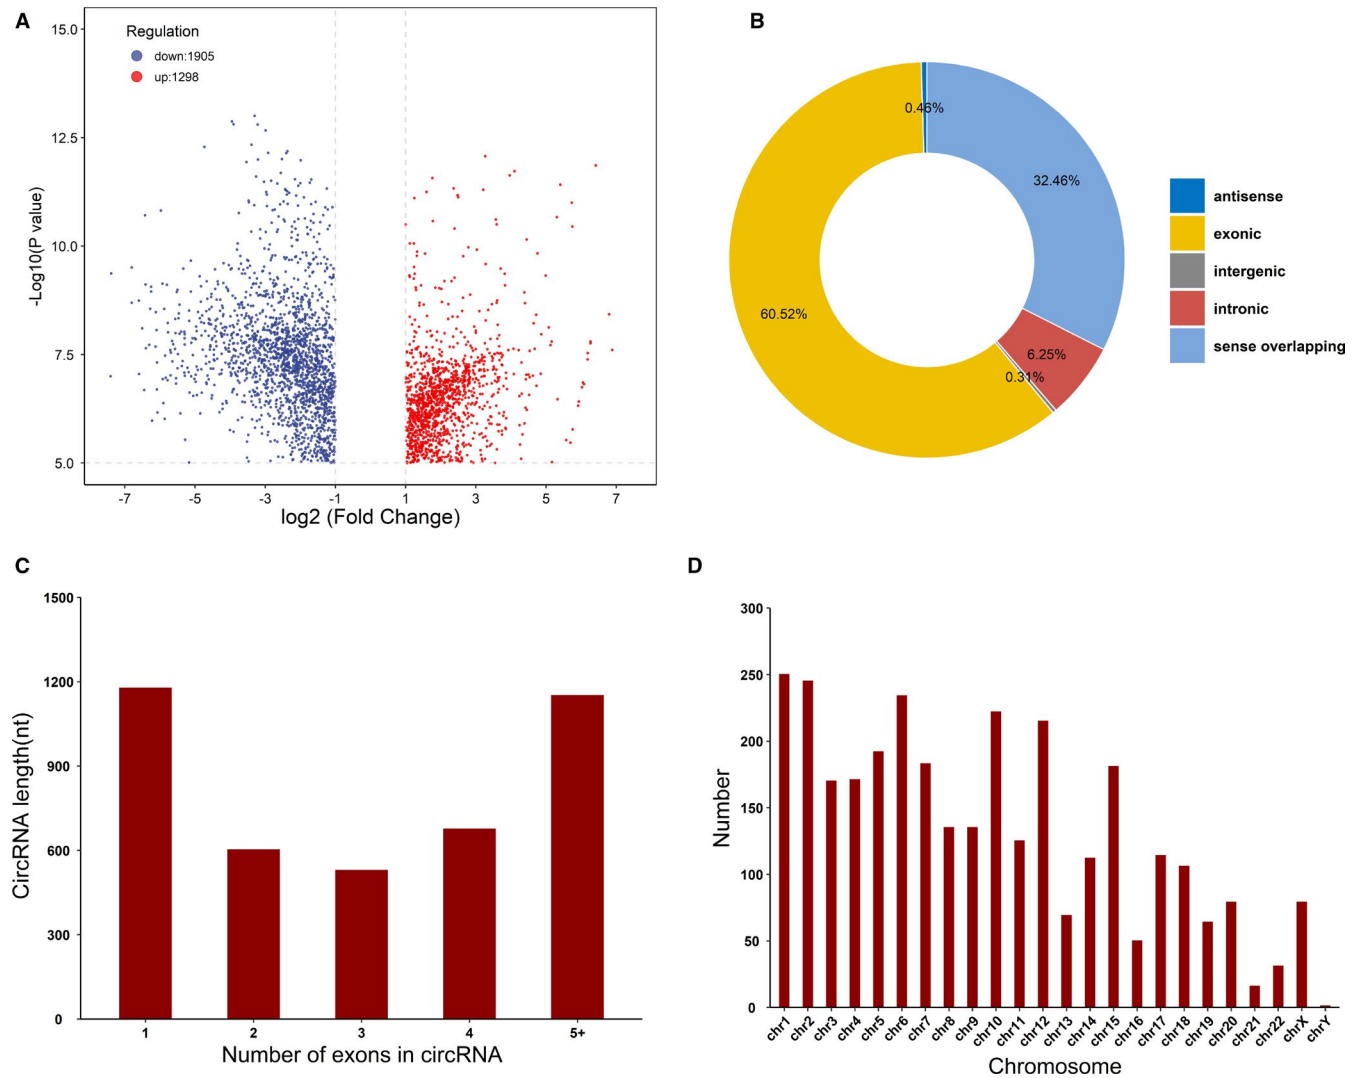 A
Regulation
down:1905
up:1298
15.0
12.5
10.0
7.5
5.0
-Log10(P value)
-7 -5 -3 -1 1 3 5 7
log2 (Fold Change)
B
0.46%
32.46%
60.52%
6.25%
0.31%
antisense
exonic
intergenic
intronic
sense overlapping
C
1500
1200
900
600
300
0
CircRNA length(nt)
1 2 3 4 5+
Number of exons in circRNA
D
300
250
200
150
100
50
0
Number
chr1 chr2 chr3 chr4 chr5 chr6 chr7 chr8 chr9 chr10 chr11 chr12 chr13 chr14 chr15 chr16 chr17 chr18 chr19 chr20 chr21 chr22 chrX chrY
Chromosome